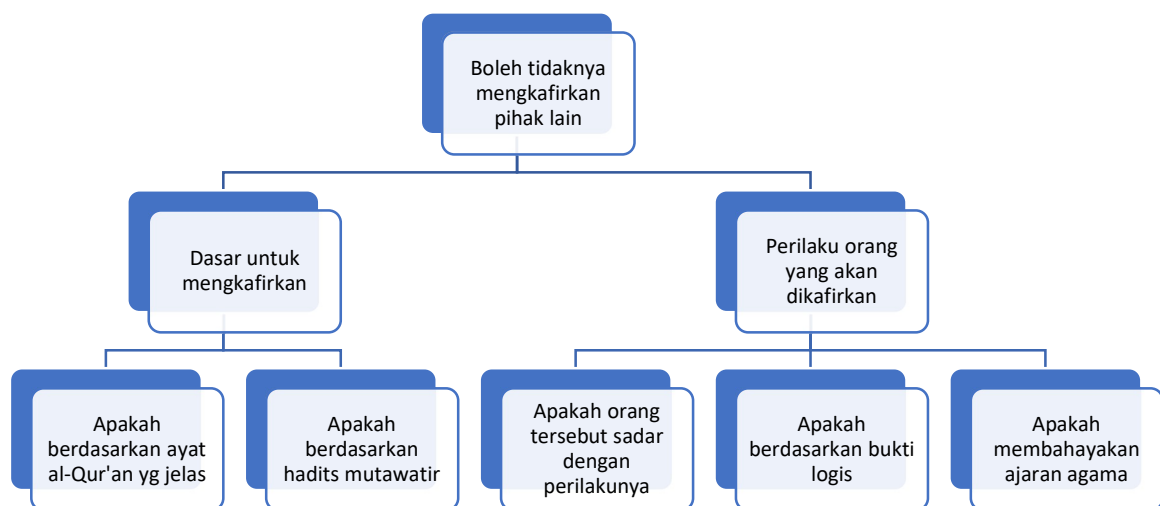 Boleh tidaknya
mengkafirkan
pihak lain
Dasar untuk
mengkafirkan
Perilaku orang
yang akan
dikafirkan
Apakah
berdasarkan ayat
al-Qur'an yg jelas
Apakah
berdasarkan
hadits mutawatir
Apakah orang
tersebut sadar
dengan
perilakunya
Apakah
berdasarkan bukti
logis
Apakah
membahayakan
ajaran agama